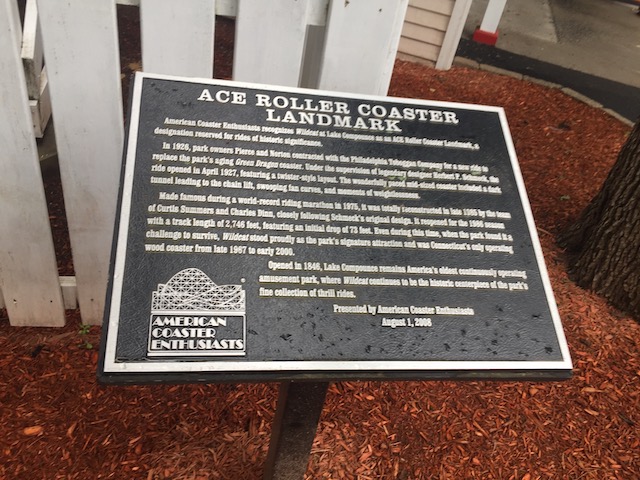 ACE ROLLER COASTER
LANDMARK
American Coaster Enthusiasts recognizes Wildcat at Lake Compounce as an ACE Roller Coaster Landmark, a
designation reserved for rides of historic significance.
In 1926, park owners Pierce and Norton contracted with the Philadelphia Toboggan Company for a new ride to
replace the park's aging Green Dragon coaster. Under the supervision of legendary designer Herbert P. Schmeck, the
ride opened in April 1927, featuring a twister-style layout. The wonderfully paced mid-sized coaster included a dark
tunnel leading to the chain lift, swooping fan curves, and moments of weightlessness.
Made famous during a world-record riding marathon in 1975, it was totally reconstructed in late 1985 by the team
of Curtis Summers and Charles Dinn, closely following Schmeck's original design. It reopened for the 1986 season
with a track length of 2,746 feet, featuring an initial drop of 73 feet. Even during this time, when the park found it a
challenge to survive, Wildcat stood proudly as the park's signature attraction and was Connecticut's only operating
wood coaster from late 1967 to early 2000.
Opened in 1846, Lake Compounce remains America's oldest continuously operating
amusement park, where Wildcat continues to be the historic centerpiece of the park's
fine collection of thrill rides.
Presented by American Coaster Enthusiasts
August 1, 2008
AMERICAN
COASTER
ENTHUSIASTS